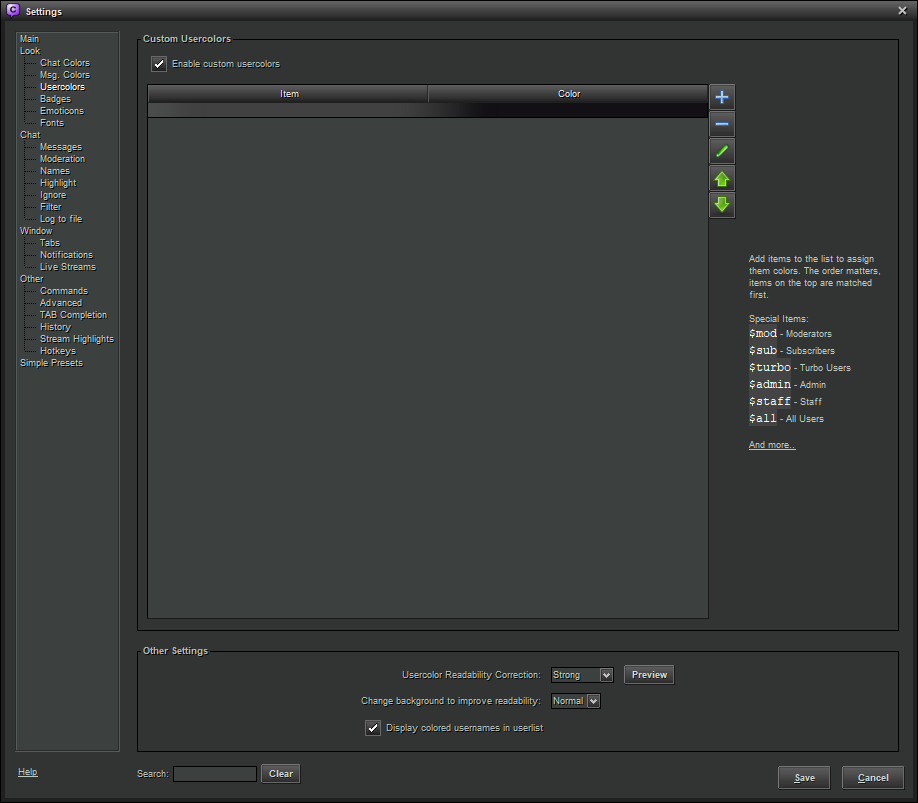 Settings
Main
Look
Chat Colors
Msg. Colors
Usercolors
Badges
Emoticons
Fonts
Chat
Messages
Moderation
Names
Highlight
Ignore
Filter
Log to file
Window
Tabs
Notifications
Live Streams
Other
Commands
Advanced
TAB Completion
History
Stream Highlights
Hotkeys
Simple Presets
Help
Custom Usercolors
Enable custom usercolors
Item Color
Add items to the list to assign
them colors. The order matters,
items on the top are matched
first.
Special Items:
$mod - Moderators
$sub - Subscribers
$turbo - Turbo Users
$admin - Admin
$staff - Staff
$all - All Users
And more..
Other Settings
Usercolor Readability Correction: Strong Preview
Change background to improve readability: Normal
Display colored usernames in userlist
Search: Clear
Save Cancel